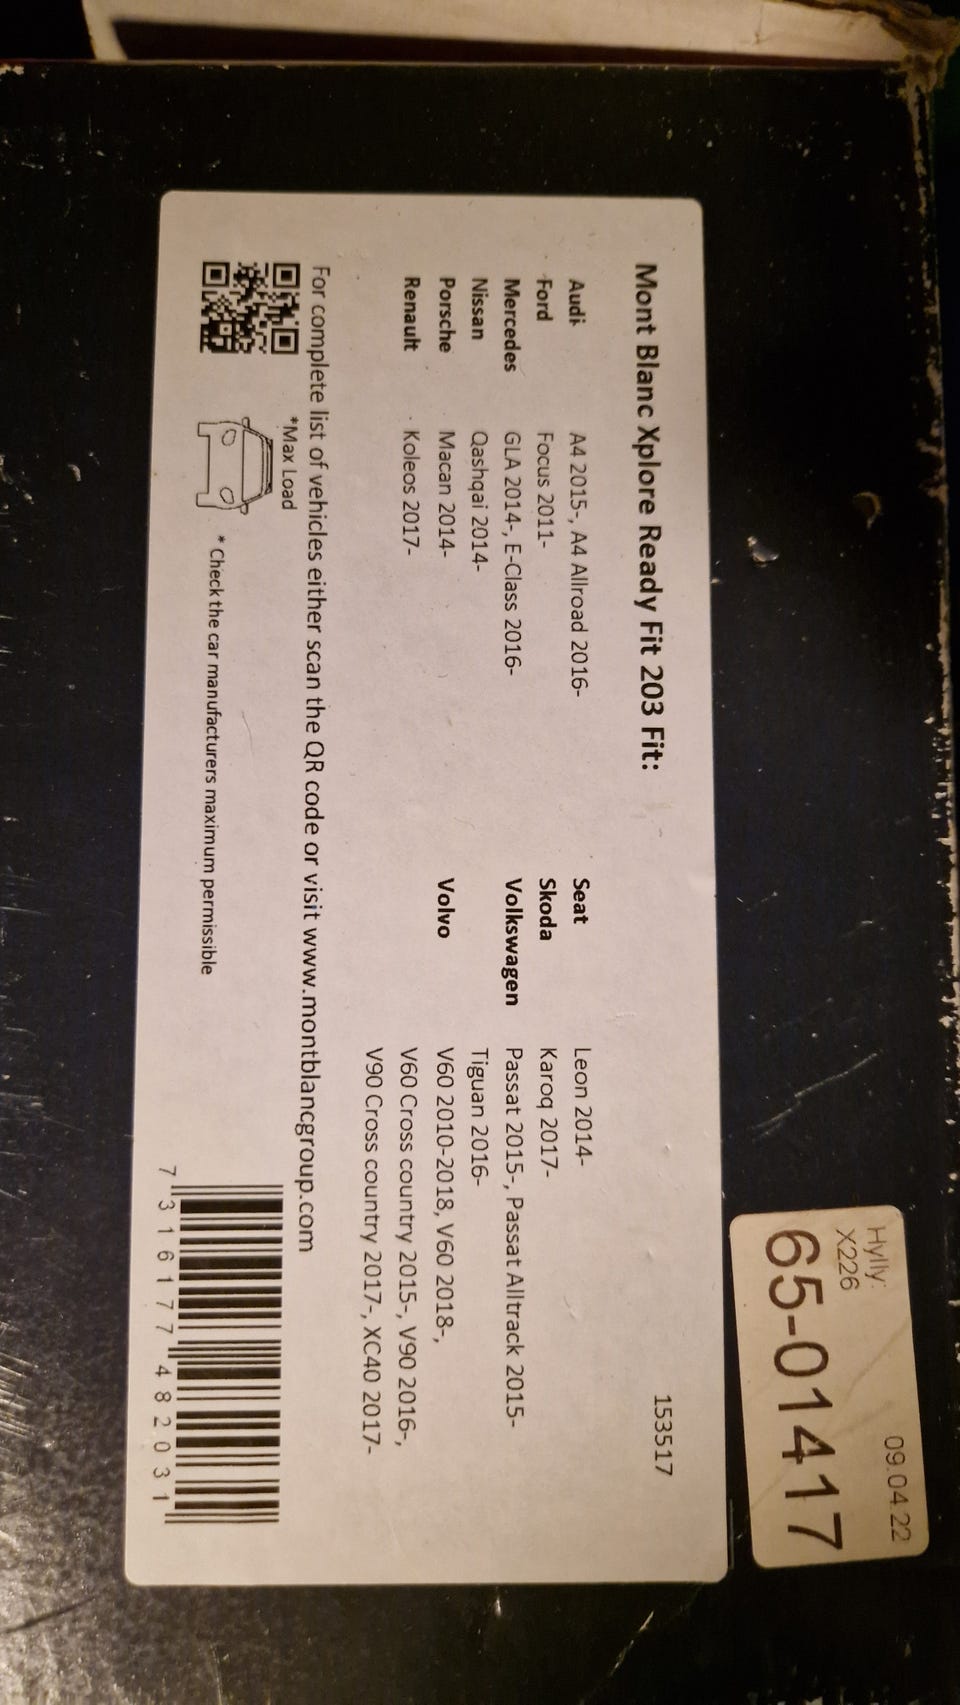 Mont Blanc Xplore Ready Fit 203 Fit:
153517
Audi A4 2015-, A4 Allroad 2016-
Ford Focus 2011-
Mercedes GLA 2014-, E-Class 2016-
Nissan Qashqai 2014-
Porsche Macan 2014-
Renault Koleos 2017-
Seat Leon 2014-
Skoda Karoq 2017-
Volkswagen Passat 2015-, Passat Alltrack 2015-
Tiguan 2016-
Volvo V60 2010-2018, V60 2018-,
V60 Cross country 2015-, V90 2016-,
V90 Cross country 2017-, XC40 2017-
For complete list of vehicles either scan the QR code or visit www.montblancgroup.com
*Max Load
* Check the car manufacturers maximum permissible
7 316177 482031
Hylly: 09.04.22
X226
65-01417